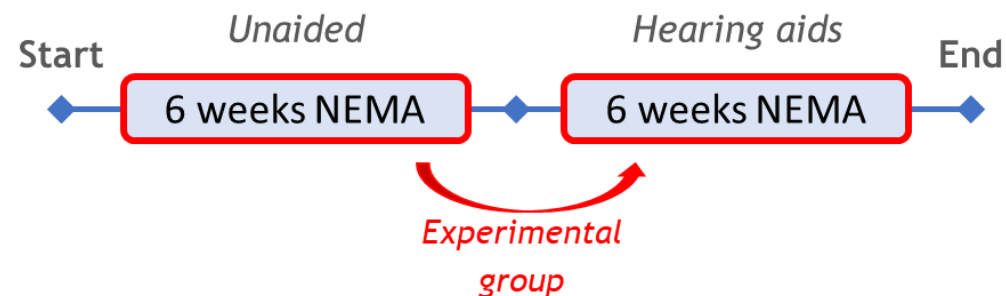 Unaided
Hearing aids
Start
End
6 weeks NEMA
6 weeks NEMA
Experimental
group